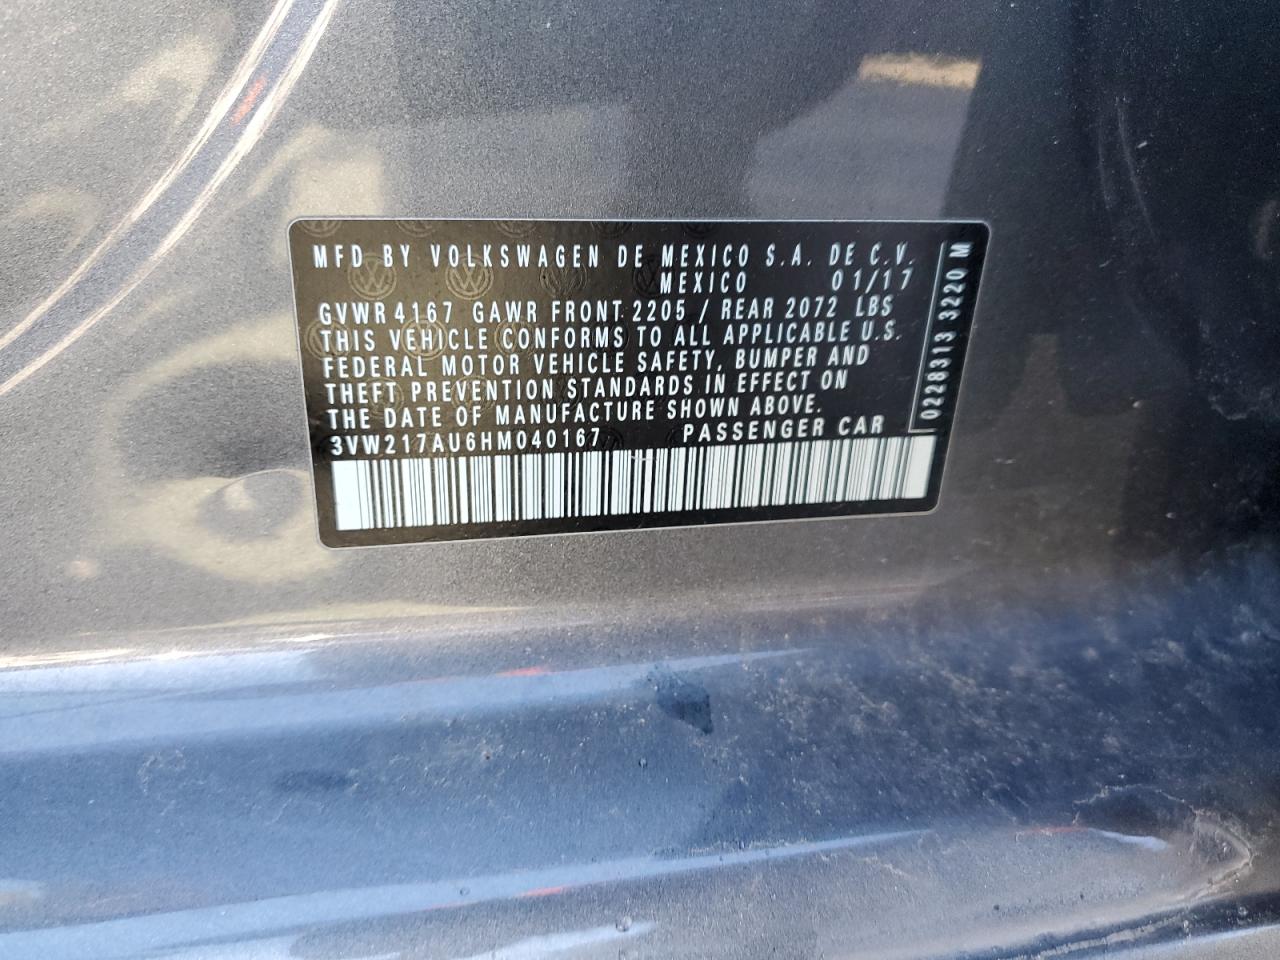 MFD BY VOLKSWAGEN DE MEXICO S.A. DE C.V.
MEXICO 01/17
GVWR 4167 GAWR FRONT 2205 / REAR 2072 LBS
THIS VEHICLE CONFORMS TO ALL APPLICABLE U.S.
FEDERAL MOTOR VEHICLE SAFETY, BUMPER AND
THEFT PREVENTION STANDARDS IN EFFECT ON
THE DATE OF MANUFACTURE SHOWN ABOVE.
3VW217AU6HM040167 PASSENGER CAR
0228313 3220 M